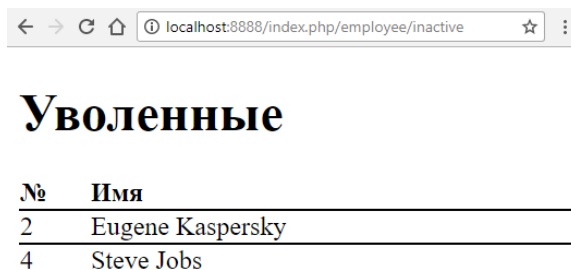 localhost:8888/index.php/employee/inactive
Уволенные
№ Имя
2 Eugene Kaspersky
4 Steve Jobs